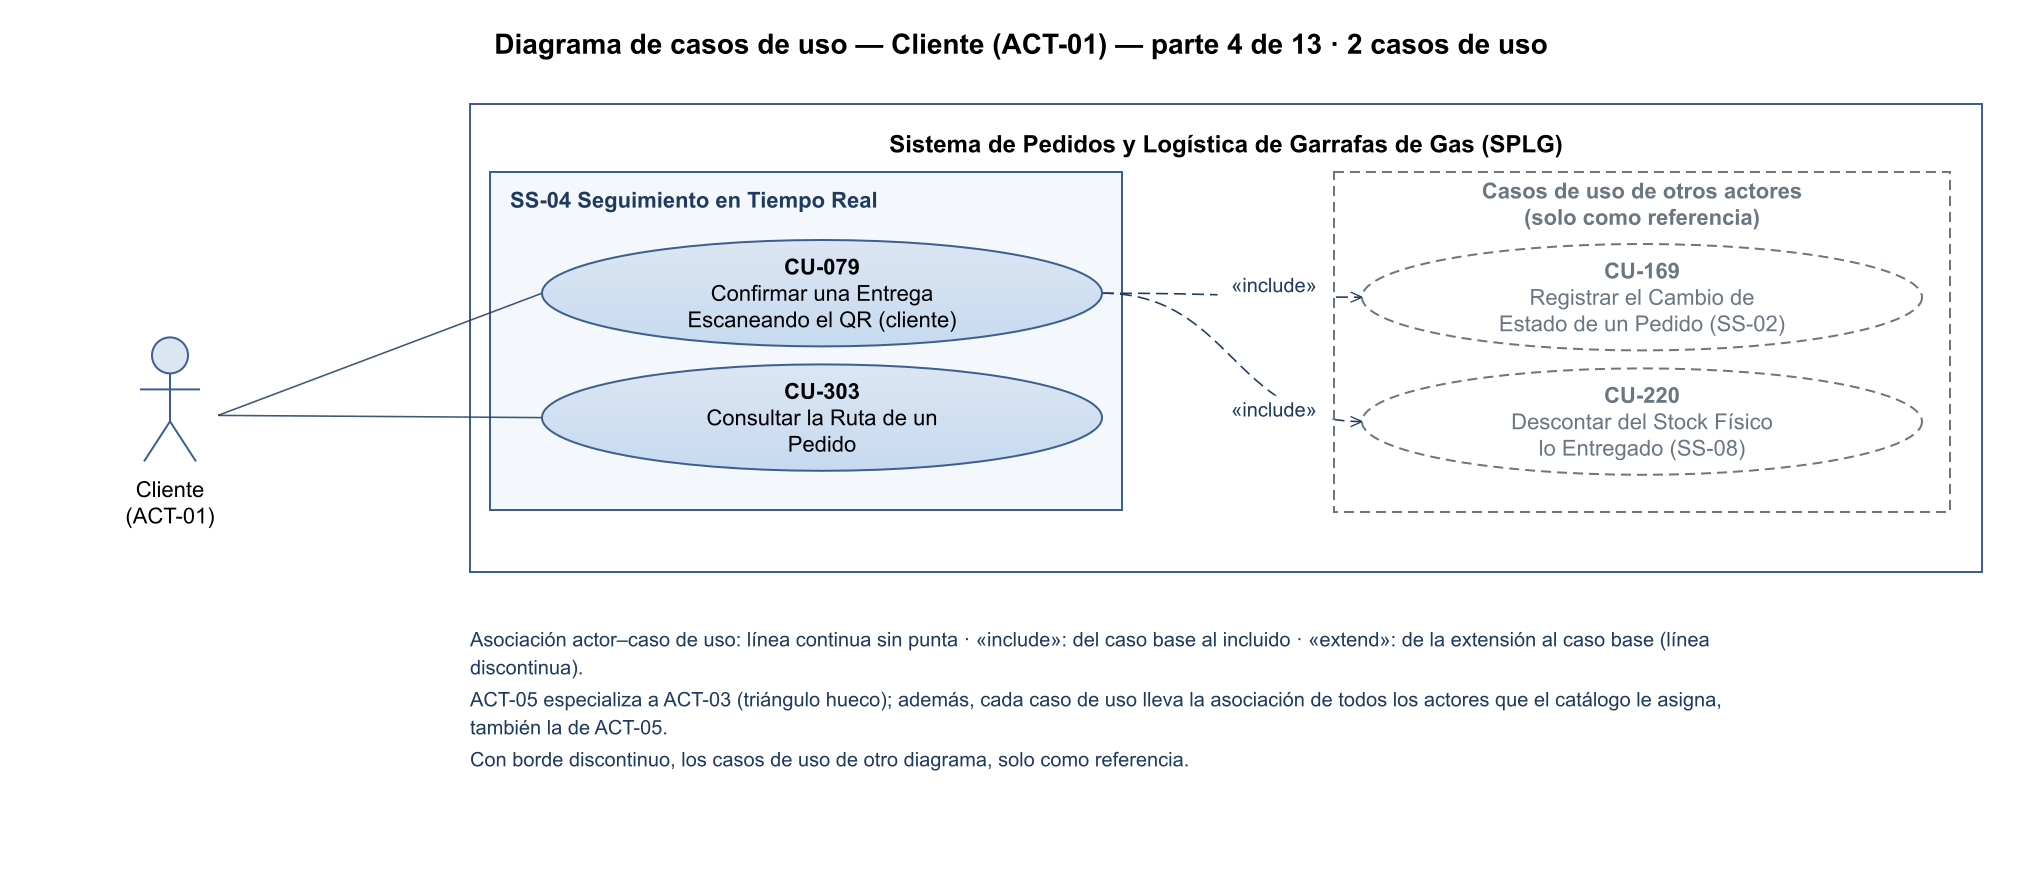 Diagrama de casos de uso — Cliente (ACT-01) — parte 4 de 13 · 2 casos de uso
Sistema de Pedidos y Logística de Garrafas de Gas (SPLG)
SS-04 Seguimiento en Tiempo Real
CU-079
Confirmar una Entrega
Escaneando el QR (cliente)
CU-303
Consultar la Ruta de un
Pedido
«include»
«include»
Casos de uso de otros actores
(solo como referencia)
CU-169
Registrar el Cambio de
Estado de un Pedido (SS-02)
CU-220
Descontar del Stock Físico
lo Entregado (SS-08)
Cliente
(ACT-01)
Asociación actor–caso de uso: línea continua sin punta · «include»: del caso base al incluido · «extend»: de la extensión al caso base (línea
discontinua).
ACT-05 especializa a ACT-03 (triángulo hueco); además, cada caso de uso lleva la asociación de todos los actores que el catálogo le asigna,
también la de ACT-05.
Con borde discontinuo, los casos de uso de otro diagrama, solo como referencia.